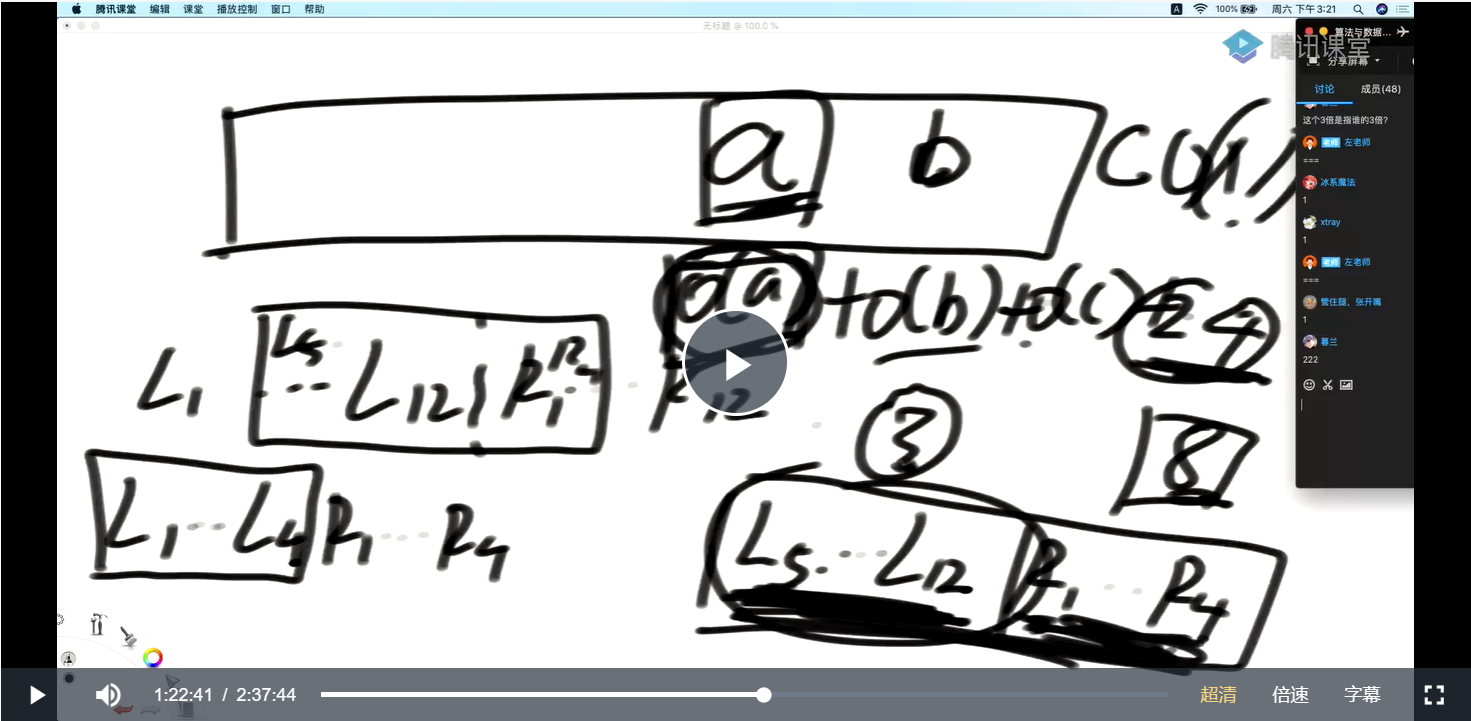 腾讯课堂 编辑 课堂 播放控制 窗口 帮助 100% 周六 下午3:21
无标题 @ 100.0 %
腾讯课堂
算法与数据...
分享屏幕
讨论 成员(48)
这个3倍是指谁的3倍?
老师 左老师
===
冰系魔法
1
xtray
1
老师 左老师
===
管住腿，张开嘴
1
暮兰
222
a b c
(a) + d(b) + d(c)
L1 L5 ... L12 R1 R4 R12
3
8
L1 ... L4 R1 ... R4
L5 ... L12 R1 ... R4
1:22:41 / 2:37:44 超清 倍速 字幕